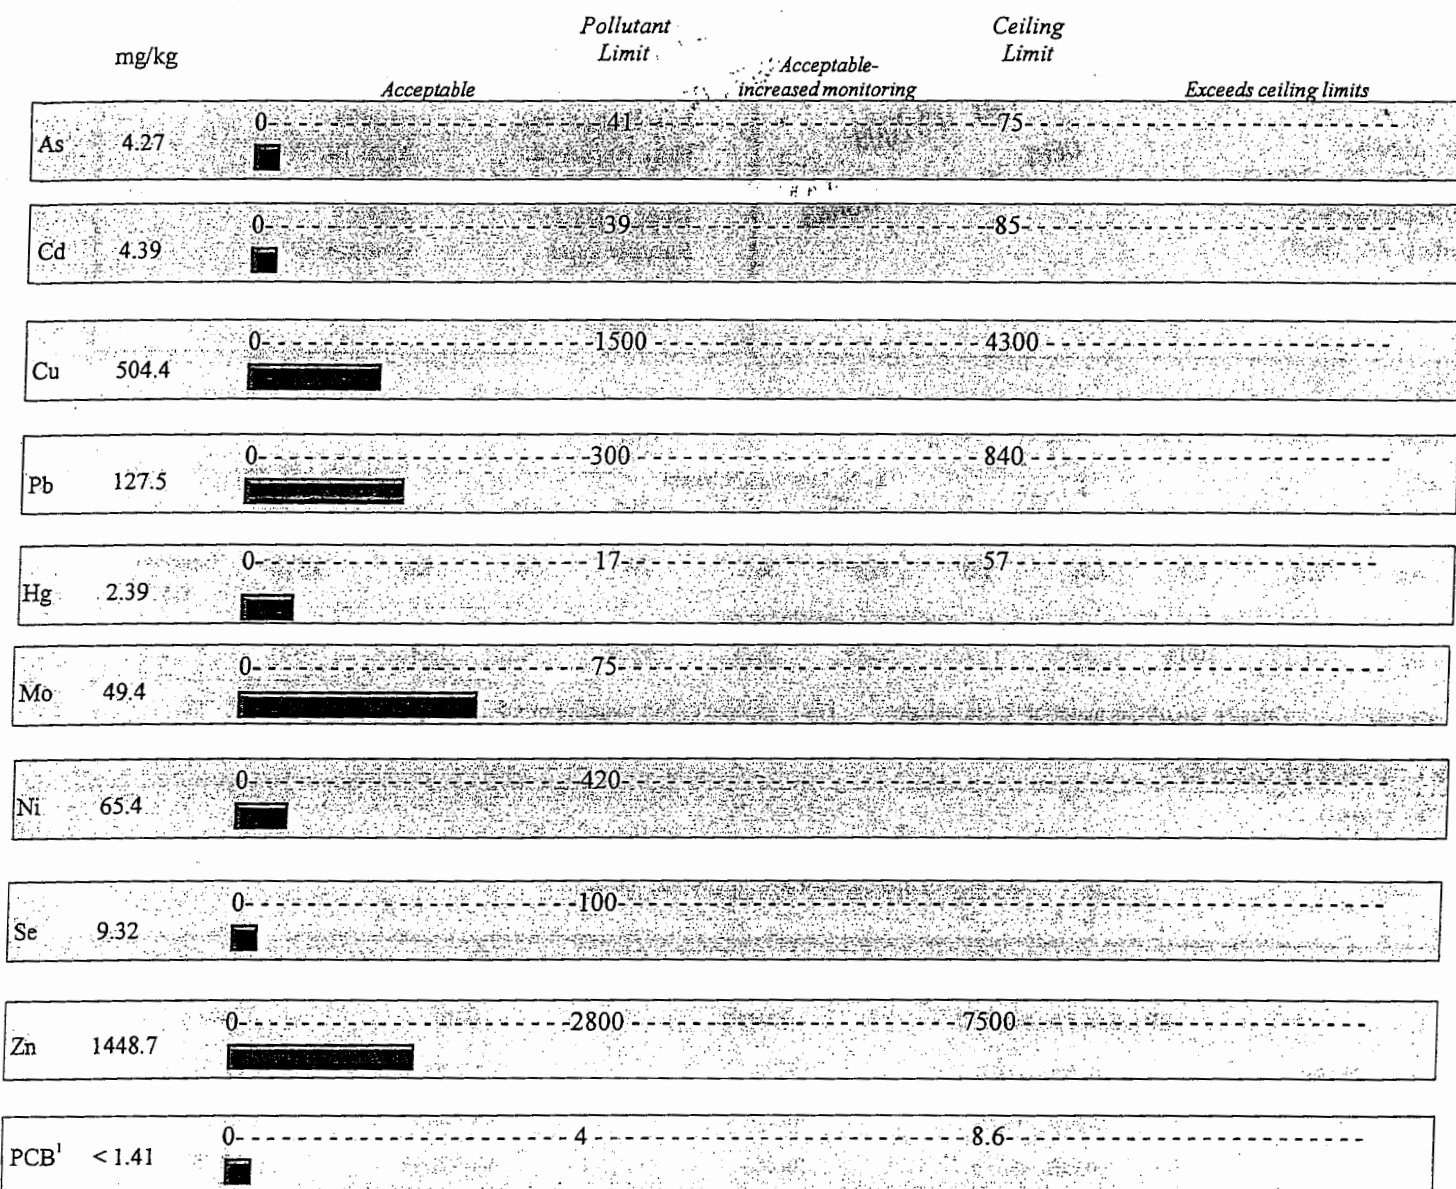 Pollutant Ceiling
mg/kg Limit Limit
Acceptable Acceptable- increased monitoring Exceeds ceiling limits
As 4.27 0 41 75
Cd 4.39 0 39 85
Cu 504.4 0 1500 4300
Pb 127.5 0 300 840
Hg 2.39 0 17 57
Mo 49.4 0 75
Ni 65.4 0 420
Se 9.32 0 100
Zn 1448.7 0 2800 7500
PCB¹ < 1.41 0 4 8.6